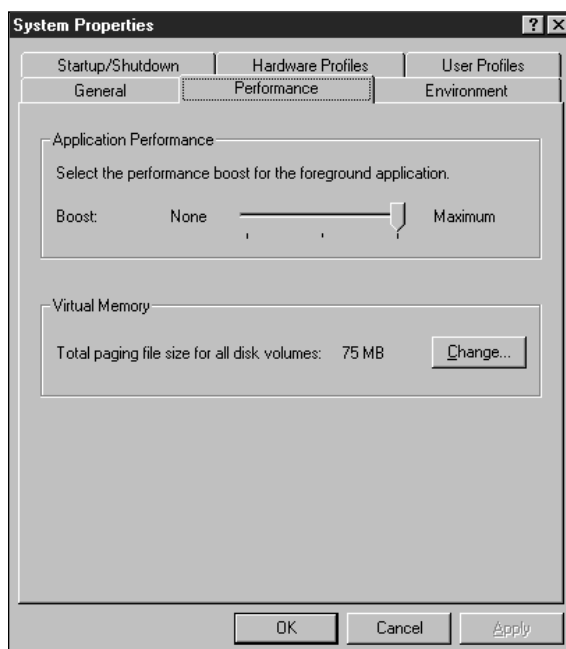 System Properties
Startup/Shutdown Hardware Profiles User Profiles
General Performance Environment
Application Performance
Select the performance boost for the foreground application.
Boost: None Maximum
Virtual Memory
Total paging file size for all disk volumes: 75 MB Change...
OK Cancel Apply